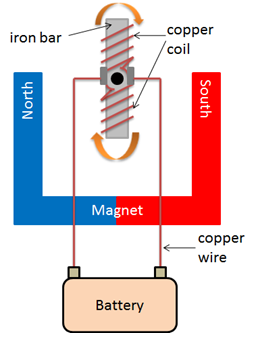 iron bar
copper
coil
North
South
Magnet
copper
wire
Battery